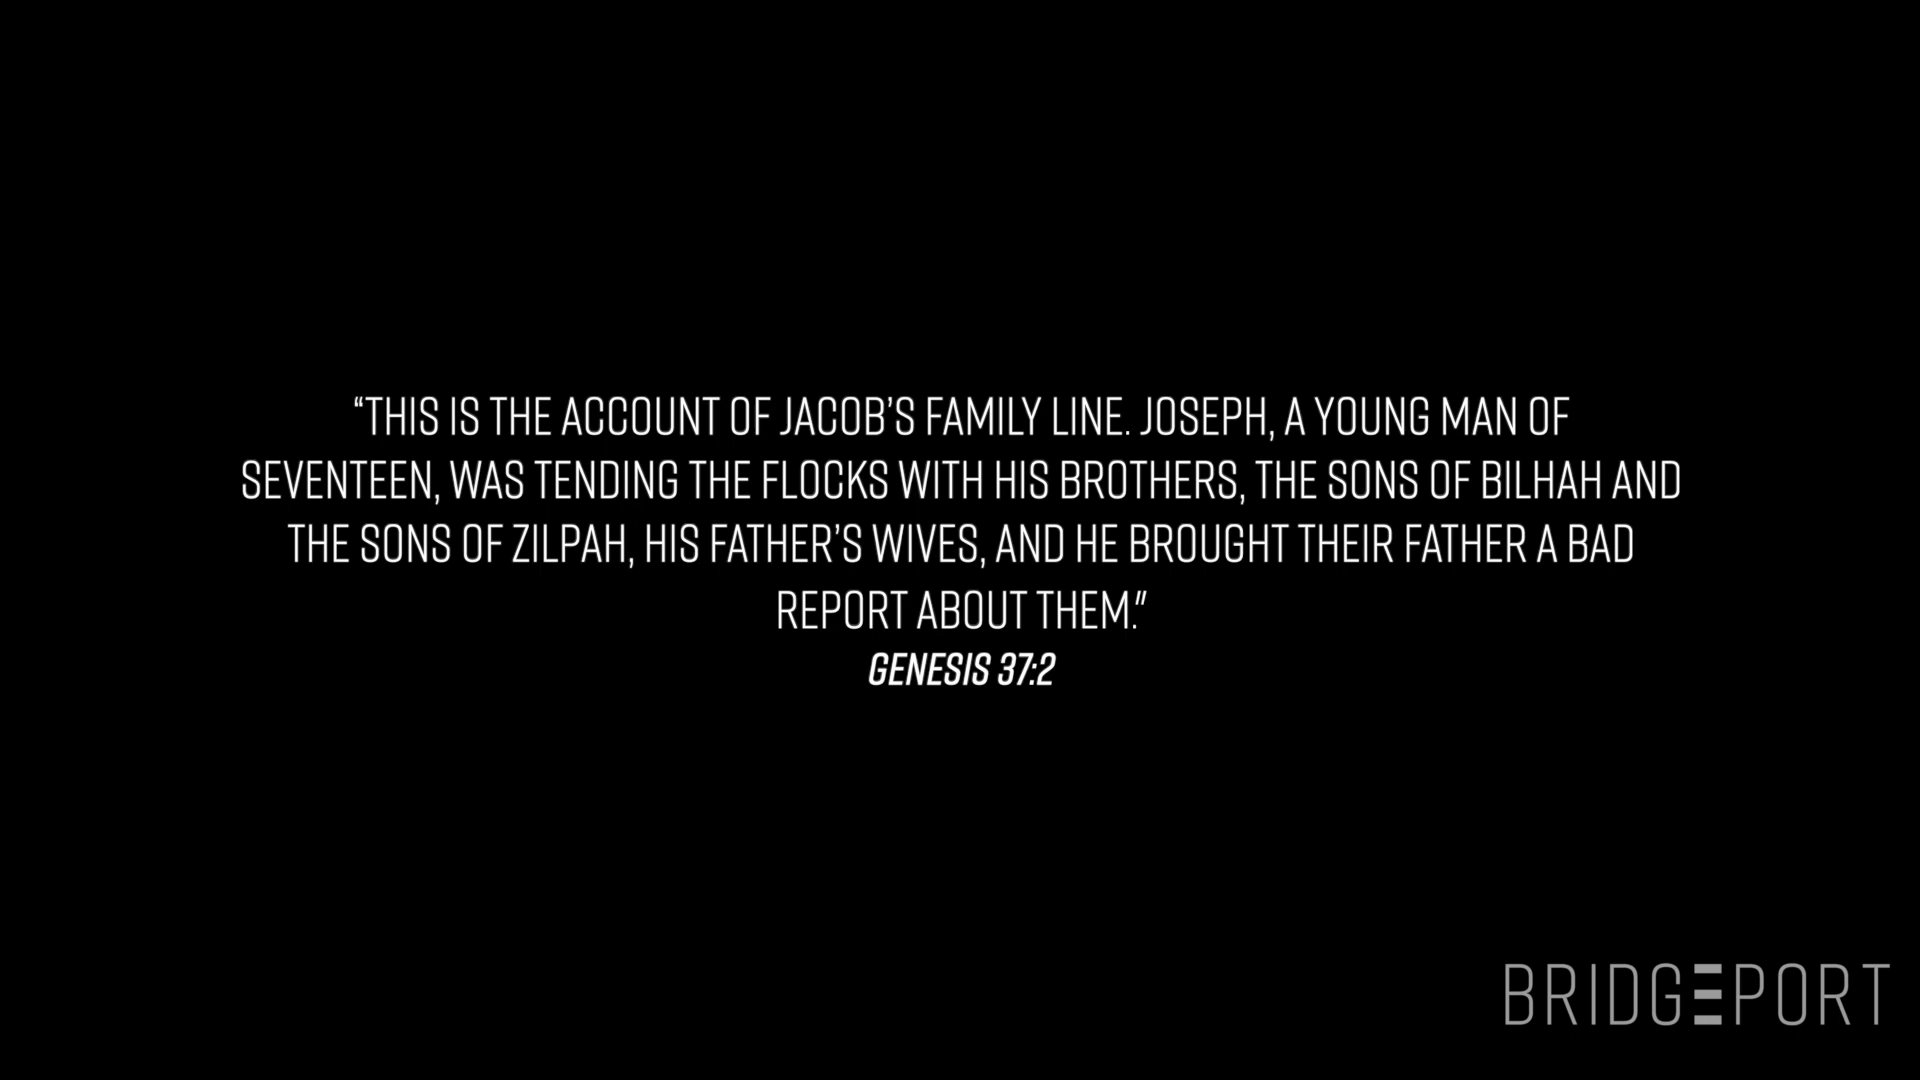 “THIS IS THE ACCOUNT OF JACOB’S FAMILY LINE. JOSEPH, A YOUNG MAN OF
SEVENTEEN, WAS TENDING THE FLOCKS WITH HIS BROTHERS, THE SONS OF BILHAH AND
THE SONS OF ZILPAH, HIS FATHER’S WIVES, AND HE BROUGHT THEIR FATHER A BAD
REPORT ABOUT THEM."
GENESIS 37:2
BRIDGEPORT